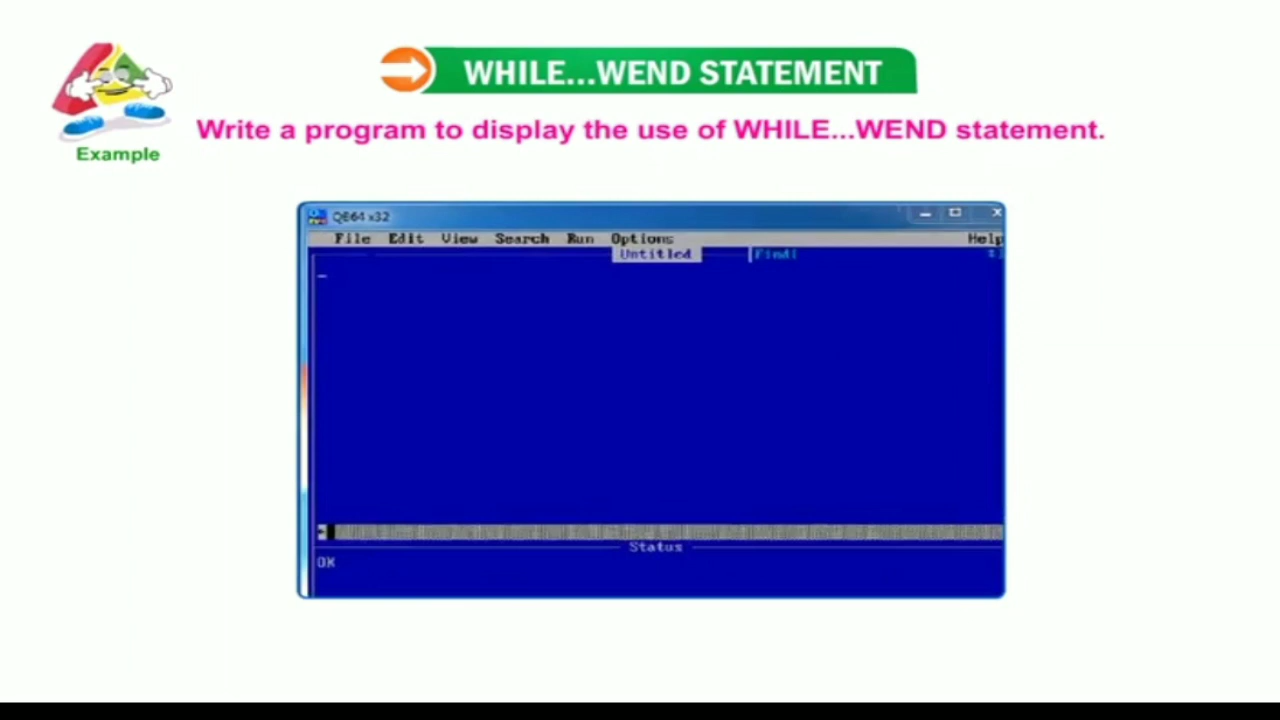 WHILE...WEND STATEMENT
Write a program to display the use of WHILE...WEND statement.
Example
QB64 x32
File Edit View Search Run Options Help
Untitled Find:
Status
OK